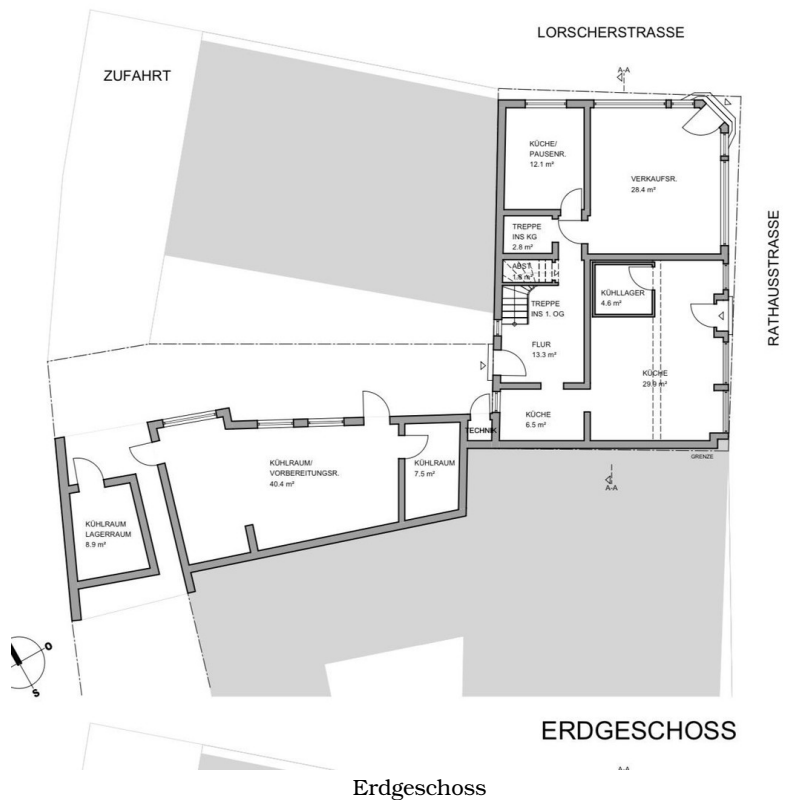 LORSCHERSTRASSE
ZUFAHRT
A-A
KÜCHE/
PAUSENR.
12.1 m²
VERKAUFSR.
28.4 m²
RATHAUSSTRASSE
TREPPE
INS KG
2.8 m²
ABST.
KÜHLLAGER
4.6 m²
TREPPE
INS 1. OG
FLUR
13.3 m²
KÜCHE
29.9 m²
KÜCHE
6.5 m²
TECHNIK
GRENZE
KÜHLRAUM/
VORBEREITUNGSR.
40.4 m²
KÜHLRAUM
7.5 m²
A-A
KÜHLRAUM
LAGERRAUM
8.9 m²
O
S
ERDGESCHOSS
Erdgeschoss